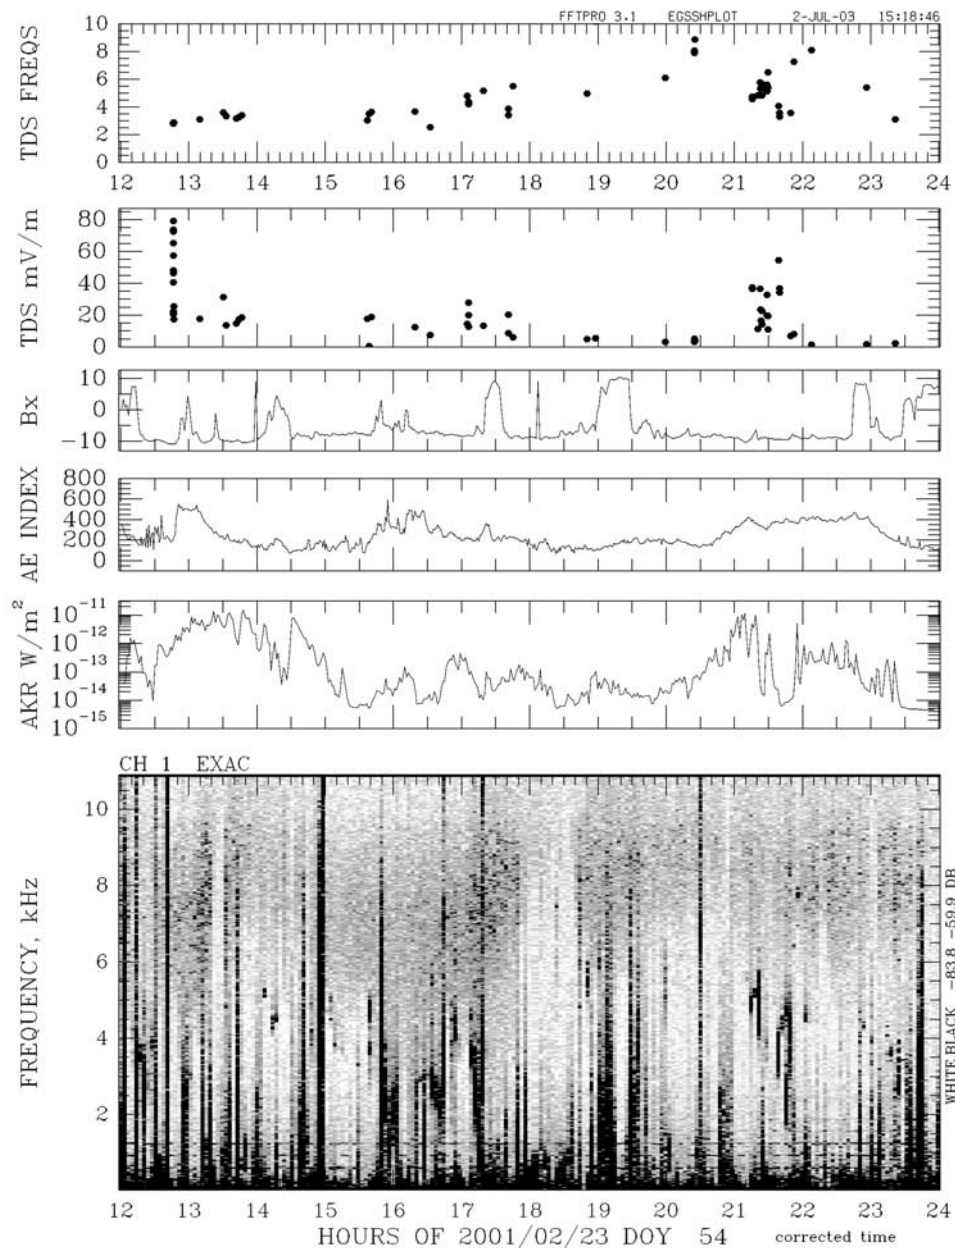 FFTPRO 3.1 EGSSHPLOT 2-JUL-03 15:18:46
TDS FREQS
10
8
6
4
2
0
12 13 14 15 16 17 18 19 20 21 22 23 24
TDS mV/m
80
60
40
20
0
Bx
10
0
-10
AE INDEX
800
600
400
200
0
AKR W/m²
10⁻¹¹
10⁻¹²
10⁻¹³
10⁻¹⁴
10⁻¹⁵
CH 1 EXAC
FREQUENCY, kHz
10
8
6
4
2
WHITE,BLACK -83.8 -59.9 DB
12 13 14 15 16 17 18 19 20 21 22 23 24
HOURS OF 2001/02/23 DOY 54 corrected time